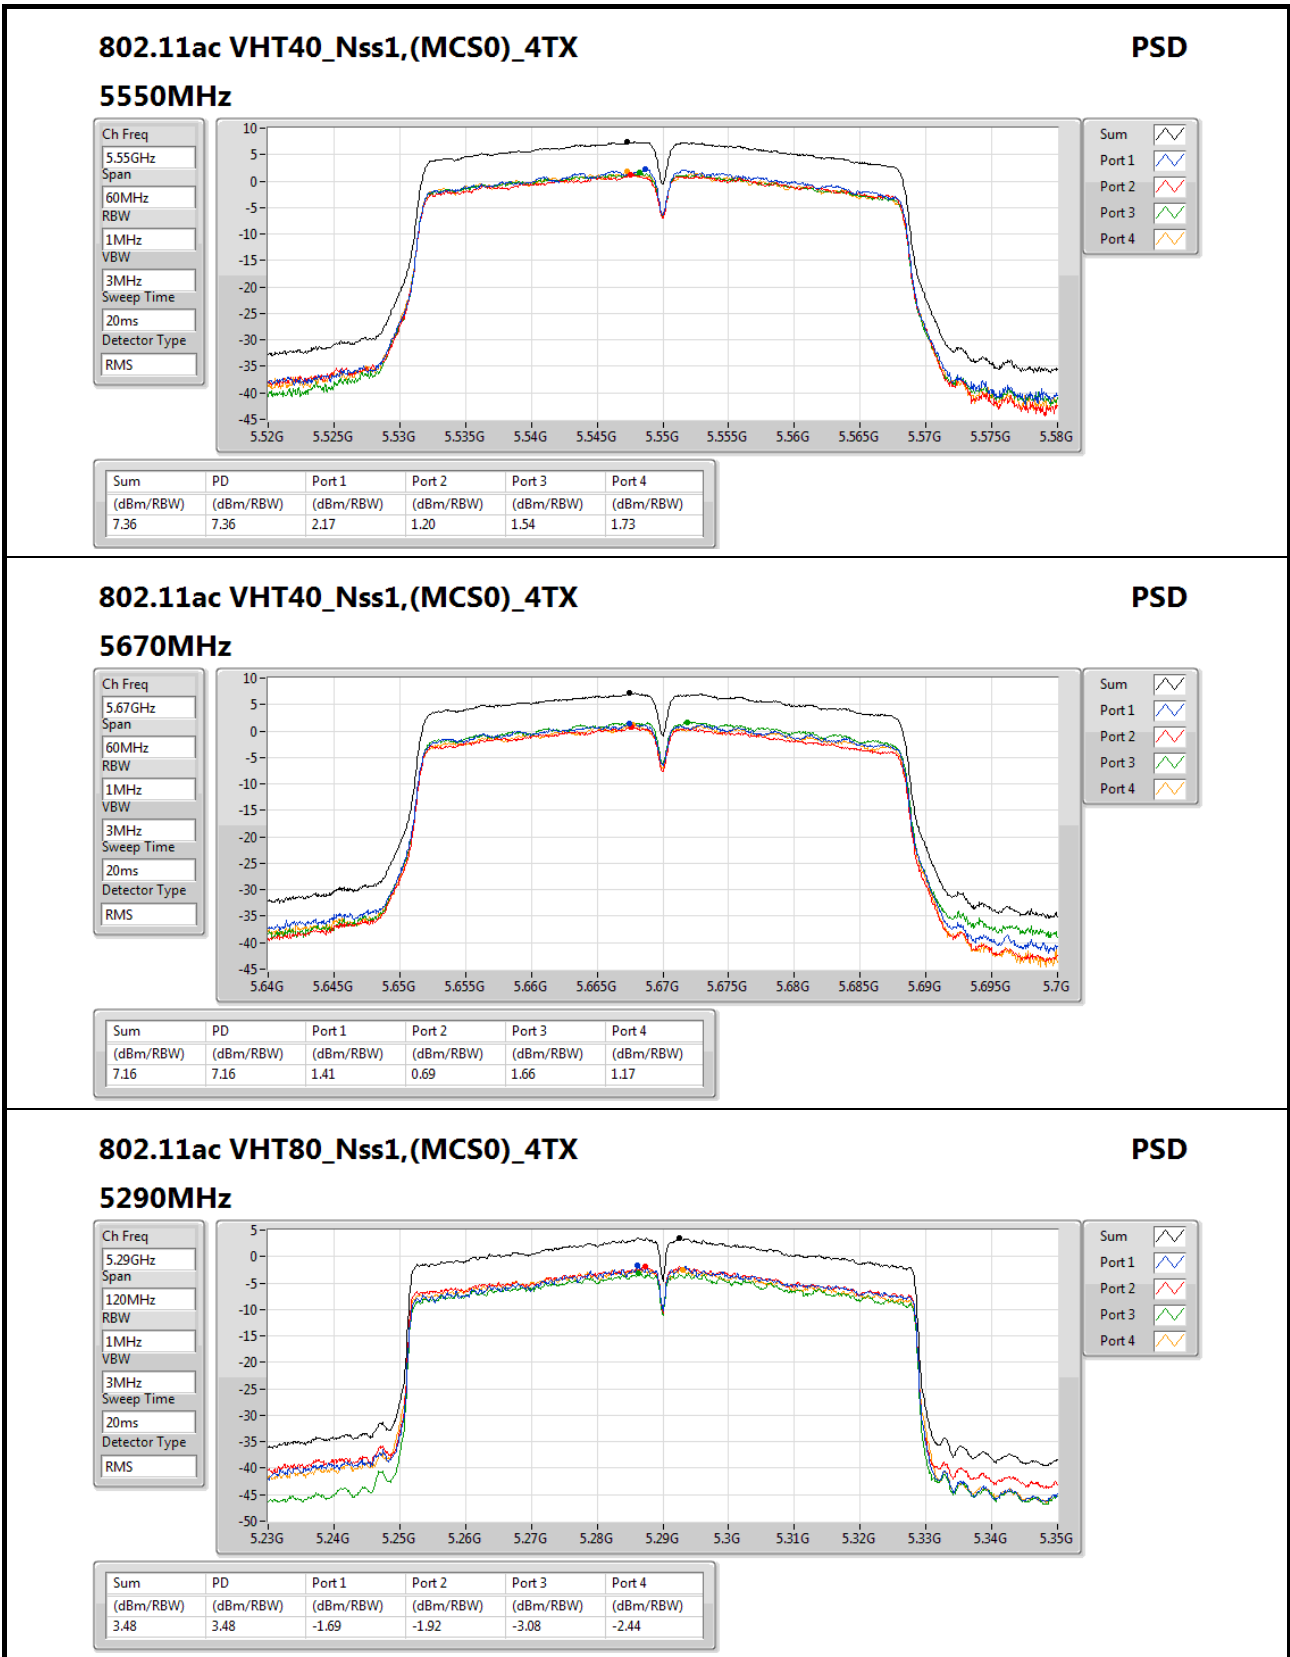 802.11ac VHT40_Nss1,(MCS0)_4TX PSD
5550MHz
Ch Freq
5.55GHz
Span
60MHz
RBW
1MHz
VBW
3MHz
Sweep Time
20ms
Detector Type
RMS
10
5
0
-5
-10
-15
-20
-25
-30
-35
-40
-45
5.52G 5.525G 5.53G 5.535G 5.54G 5.545G 5.55G 5.555G 5.56G 5.565G 5.57G 5.575G 5.58G
Sum
Port 1
Port 2
Port 3
Port 4
Sum PD Port 1 Port 2 Port 3 Port 4
(dBm/RBW) (dBm/RBW) (dBm/RBW) (dBm/RBW) (dBm/RBW) (dBm/RBW)
7.36 7.36 2.17 1.20 1.54 1.73
802.11ac VHT40_Nss1,(MCS0)_4TX PSD
5670MHz
Ch Freq
5.67GHz
Span
60MHz
RBW
1MHz
VBW
3MHz
Sweep Time
20ms
Detector Type
RMS
10
5
0
-5
-10
-15
-20
-25
-30
-35
-40
-45
5.64G 5.645G 5.65G 5.655G 5.66G 5.665G 5.67G 5.675G 5.68G 5.685G 5.69G 5.695G 5.7G
Sum
Port 1
Port 2
Port 3
Port 4
Sum PD Port 1 Port 2 Port 3 Port 4
(dBm/RBW) (dBm/RBW) (dBm/RBW) (dBm/RBW) (dBm/RBW) (dBm/RBW)
7.16 7.16 1.41 0.69 1.66 1.17
802.11ac VHT80_Nss1,(MCS0)_4TX PSD
5290MHz
Ch Freq
5.29GHz
Span
120MHz
RBW
1MHz
VBW
3MHz
Sweep Time
20ms
Detector Type
RMS
5
0
-5
-10
-15
-20
-25
-30
-35
-40
-45
-50
5.23G 5.24G 5.25G 5.26G 5.27G 5.28G 5.29G 5.3G 5.31G 5.32G 5.33G 5.34G 5.35G
Sum
Port 1
Port 2
Port 3
Port 4
Sum PD Port 1 Port 2 Port 3 Port 4
(dBm/RBW) (dBm/RBW) (dBm/RBW) (dBm/RBW) (dBm/RBW) (dBm/RBW)
3.48 3.48 -1.69 -1.92 -3.08 -2.44